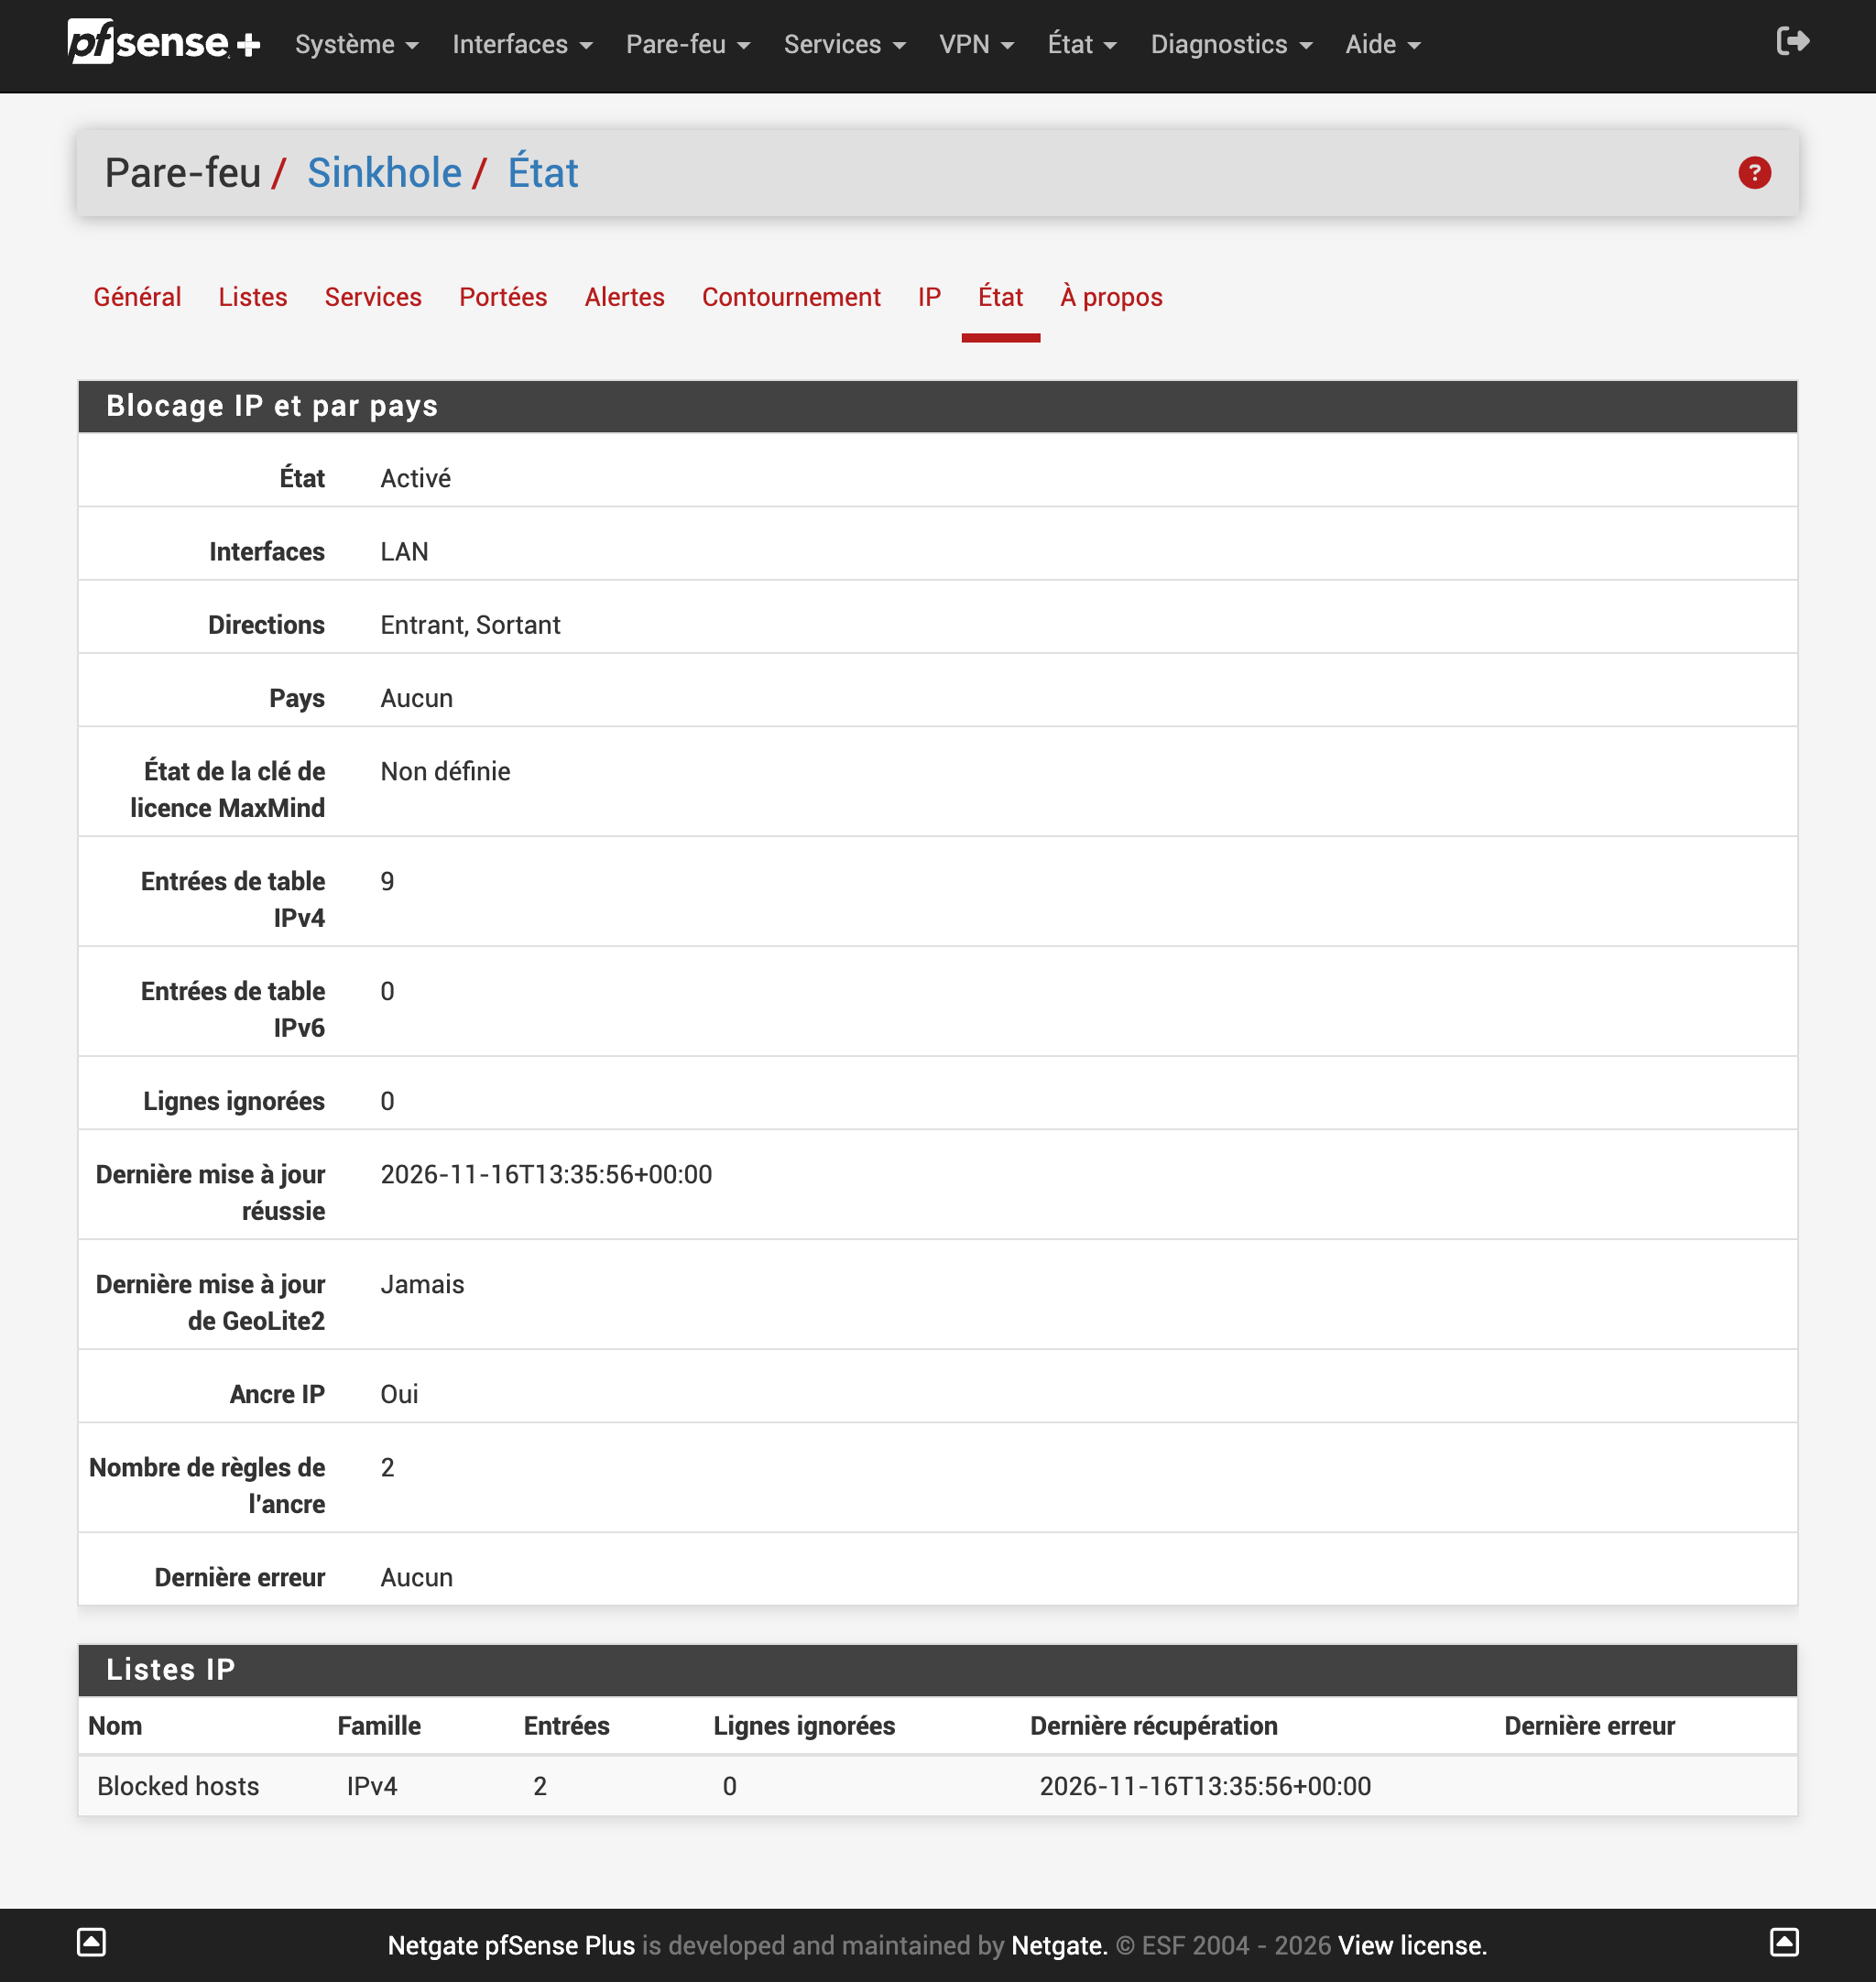 pfsense+ Système Interfaces Pare-feu Services VPN État Diagnostics Aide
Pare-feu / Sinkhole / État
Général Listes Services Portées Alertes Contournement IP État À propos
Blocage IP et par pays
État Activé
Interfaces LAN
Directions Entrant, Sortant
Pays Aucun
État de la clé de Non définie
licence MaxMind
Entrées de table 9
IPv4
Entrées de table 0
IPv6
Lignes ignorées 0
Dernière mise à jour 2026-11-16T13:35:56+00:00
réussie
Dernière mise à jour Jamais
de GeoLite2
Ancre IP Oui
Nombre de règles de 2
l'ancre
Dernière erreur Aucun
Listes IP
Nom Famille Entrées Lignes ignorées Dernière récupération Dernière erreur
Blocked hosts IPv4 2 0 2026-11-16T13:35:56+00:00
Netgate pfSense Plus is developed and maintained by Netgate. © ESF 2004 - 2026 View license.